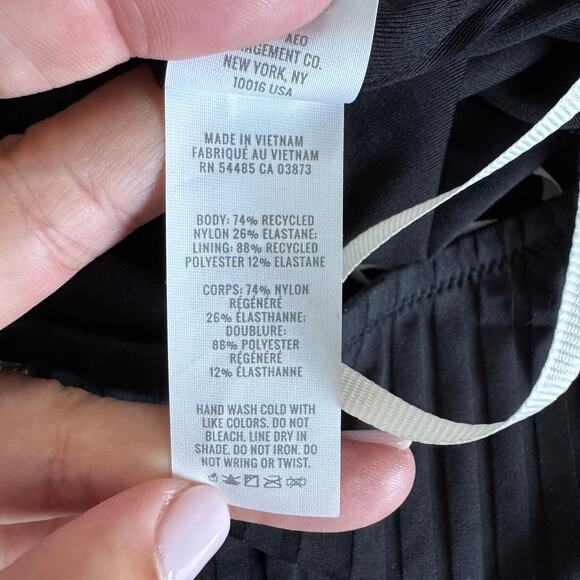 AEO
AGEMENT CO.
NEW YORK, NY
10016 USA
MADE IN VIETNAM
FABRIQUÉ AU VIETNAM
RN 54485 CA 03873
BODY: 74% RECYCLED
NYLON 26% ELASTANE;
LINING: 88% RECYCLED
POLYESTER 12% ELASTANE
CORPS: 74% NYLON
RÉGÉNÉRÉ
26% ÉLASTHANNE;
DOUBLURE:
88% POLYESTER
RÉGÉNÉRÉ
12% ÉLASTHANNE
HAND WASH COLD WITH
LIKE COLORS. DO NOT
BLEACH. LINE DRY IN
SHADE. DO NOT IRON. DO
NOT WRING OR TWIST.